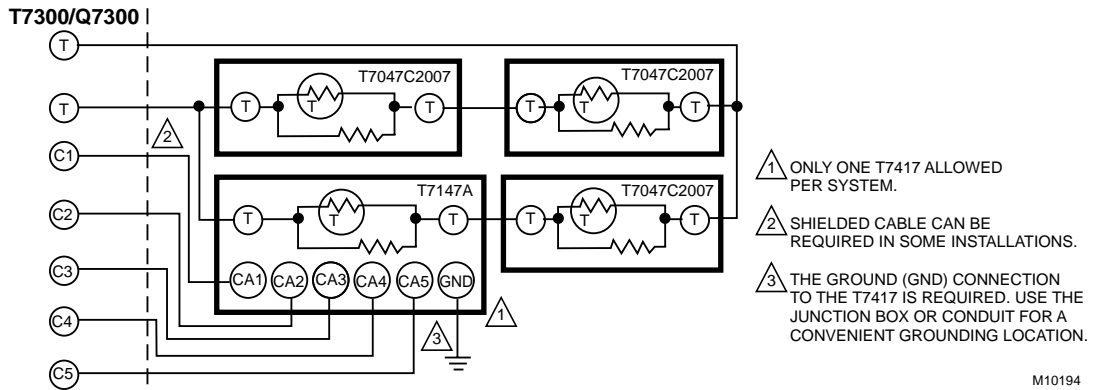 T7300/Q7300
T
T
C1
C2
C3
C4
C5
2
T7047C2007
T T T
T7047C2007
T T T
T7147A
T T T
CA1 CA2 CA3 CA4 CA5 GND
T7047C2007
T T T
3
1
1 ONLY ONE T7417 ALLOWED
PER SYSTEM.
2 SHIELDED CABLE CAN BE
REQUIRED IN SOME INSTALLATIONS.
3 THE GROUND (GND) CONNECTION
TO THE T7417 IS REQUIRED. USE THE
JUNCTION BOX OR CONDUIT FOR A
CONVENIENT GROUNDING LOCATION.
M10194